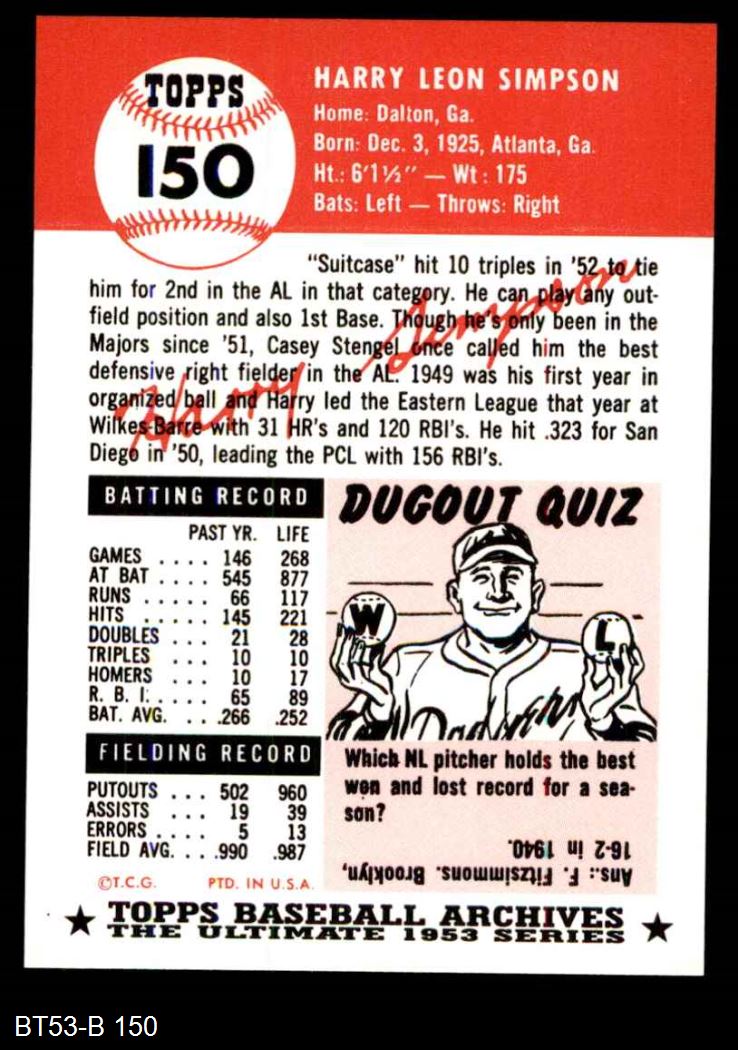 TOPPS
150
HARRY LEON SIMPSON
Home: Dalton, Ga.
Born: Dec. 3, 1925, Atlanta, Ga.
Ht.: 6'1½" — Wt: 175
Bats: Left — Throws: Right
"Suitcase" hit 10 triples in '52 to tie
him for 2nd in the AL in that category. He can play any out-
field position and also 1st Base. Though he's only been in the
Majors since '51, Casey Stengel once called him the best
defensive right fielder in the AL. 1949 was his first year in
organized ball and Harry led the Eastern League that year at
Wilkes-Barre with 31 HR's and 120 RBI's. He hit .323 for San
Diego in '50, leading the PCL with 156 RBI's.
Harry Simpson
BATTING RECORD
PAST YR. LIFE
GAMES .... 146 268
AT BAT .... 545 877
RUNS ..... 66 117
HITS ..... 145 221
DOUBLES ... 21 28
TRIPLES ... 10 10
HOMERS ... 10 17
R. B. I. .... 65 89
BAT. AVG. ... .266 .252
FIELDING RECORD
PUTOUTS ... 502 960
ASSISTS ... 19 39
ERRORS .... 5 13
FIELD AVG. ... .990 .987
©T.C.G. PTD. IN U.S.A.
DUGOUT QUIZ
W
L
Dodgers
Which NL pitcher holds the best
won and lost record for a sea-
son?
Ans.: F. Fitzsimmons. Brooklyn,
16-2 in 1940.
★ TOPPS BASEBALL ARCHIVES ★
THE ULTIMATE 1953 SERIES
BT53-B 150